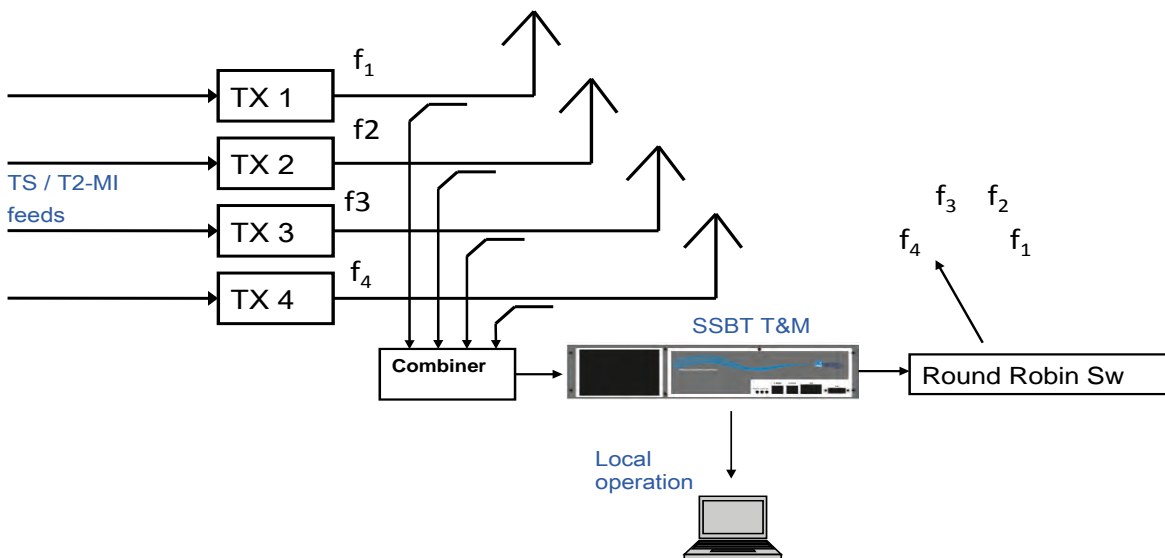 f₁
TX 1
f2
TX 2
TS / T2-MI
feeds
f3
TX 3
f₄
TX 4
f₃ f₂
f₄ f₁
SSBT T&M
Combiner
Round Robin Sw
Local
operation